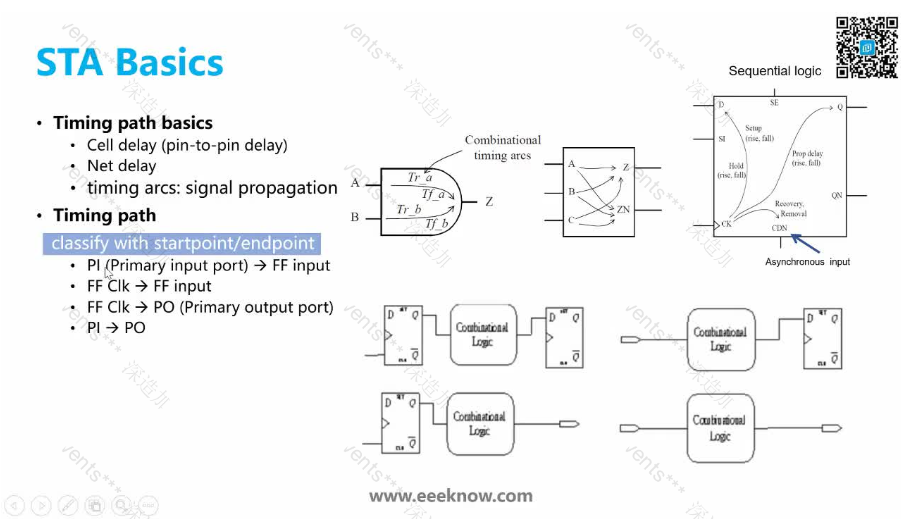 STA Basics
• Timing path basics
• Cell delay (pin-to-pin delay)
• Net delay
• timing arcs: signal propagation
• Timing path
classify with startpoint/endpoint
• PI (Primary input port) → FF input
• FF Clk → FF input
• FF Clk → PO (Primary output port)
• PI → PO
Combinational
timing arcs
A
B
Tr_a
Tf_a
Tr_b
Tf_b
Z
A
B
C
Z
ZN
Sequential logic
D
SE
Q
SI
Setup
(rise, fall)
Hold
(rise, fall)
Prop delay
(rise, fall)
QN
Recovery,
Removal
CK
CDN
Asynchronous input
D SET Q
CLR Q
Combinational
Logic
D SET Q
CLR Q
Combinational
Logic
D SET Q
CLR Q
D SET Q
CLR Q
Combinational
Logic
Combinational
Logic
www.eeeknow.com